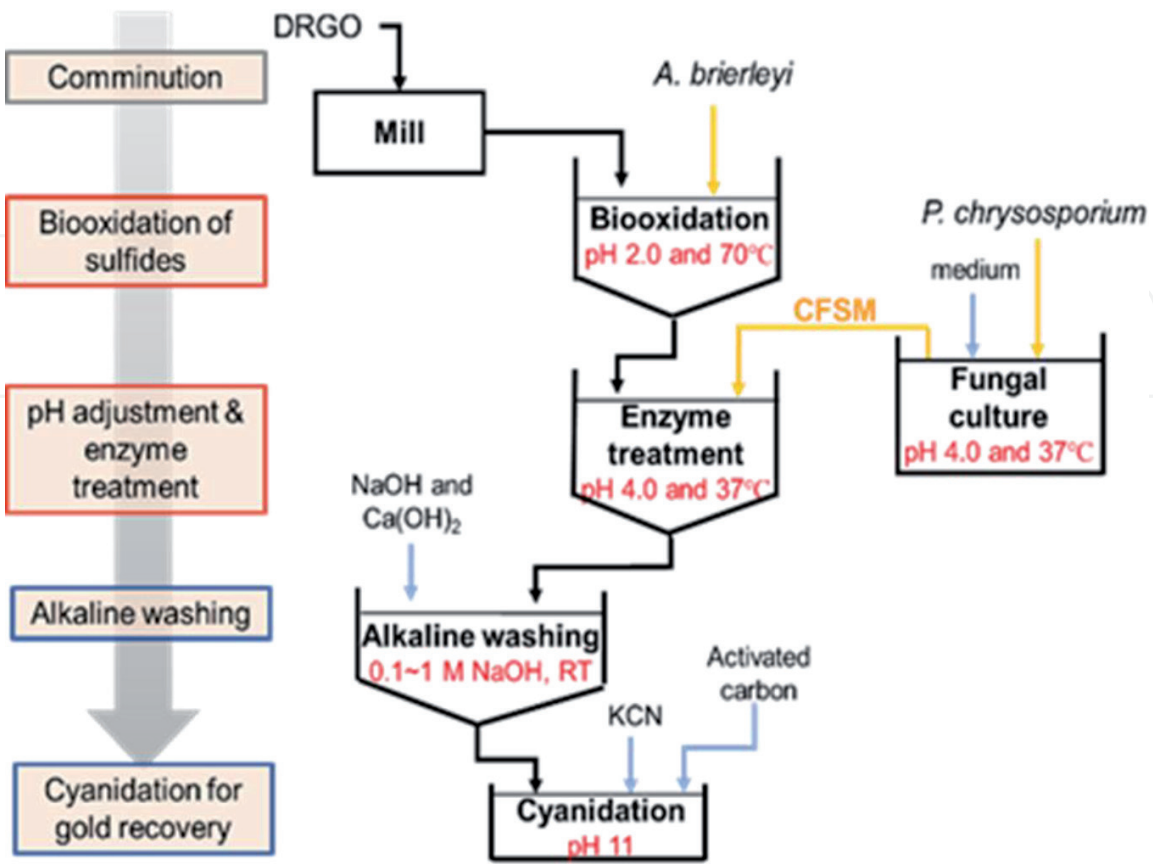 DRGO
Comminution
Mill
A. brierleyi
Biooxidation of
sulfides
Biooxidation
pH 2.0 and 70℃
P. chrysosporium
medium
CFSM
Fungal
culture
pH 4.0 and 37℃
pH adjustment &
enzyme
treatment
Enzyme
treatment
pH 4.0 and 37℃
NaOH and
Ca(OH)₂
Alkaline washing
Alkaline washing
0.1~1 M NaOH, RT
Activated
carbon
KCN
Cyanidation for
gold recovery
Cyanidation
pH 11